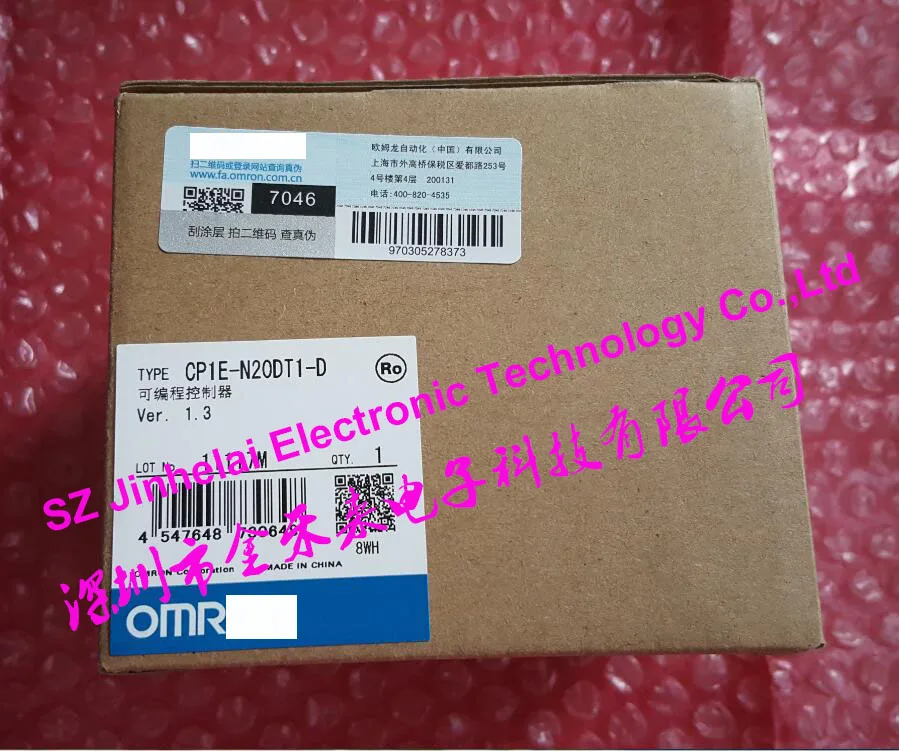 扫二维码或登录网站查询真伪
www.fa.omron.com.cn
7046
刮涂层 拍二维码 查真伪
欧姆龙自动化（中国）有限公司
上海市外高桥保税区爱都路253号
4号楼第4层 200131
电话:400-820-4535
970305278373
TYPE CP1E-N20DT1-D
Ro
可编程控制器
Ver. 1.3
LOT No.
QTY. 1
4 547648
8WH
OMRON Corporation MADE IN CHINA
OMR
SZ Jinhelai Electronic Technology Co.,Ltd
深圳市金禾来电子科技有限公司